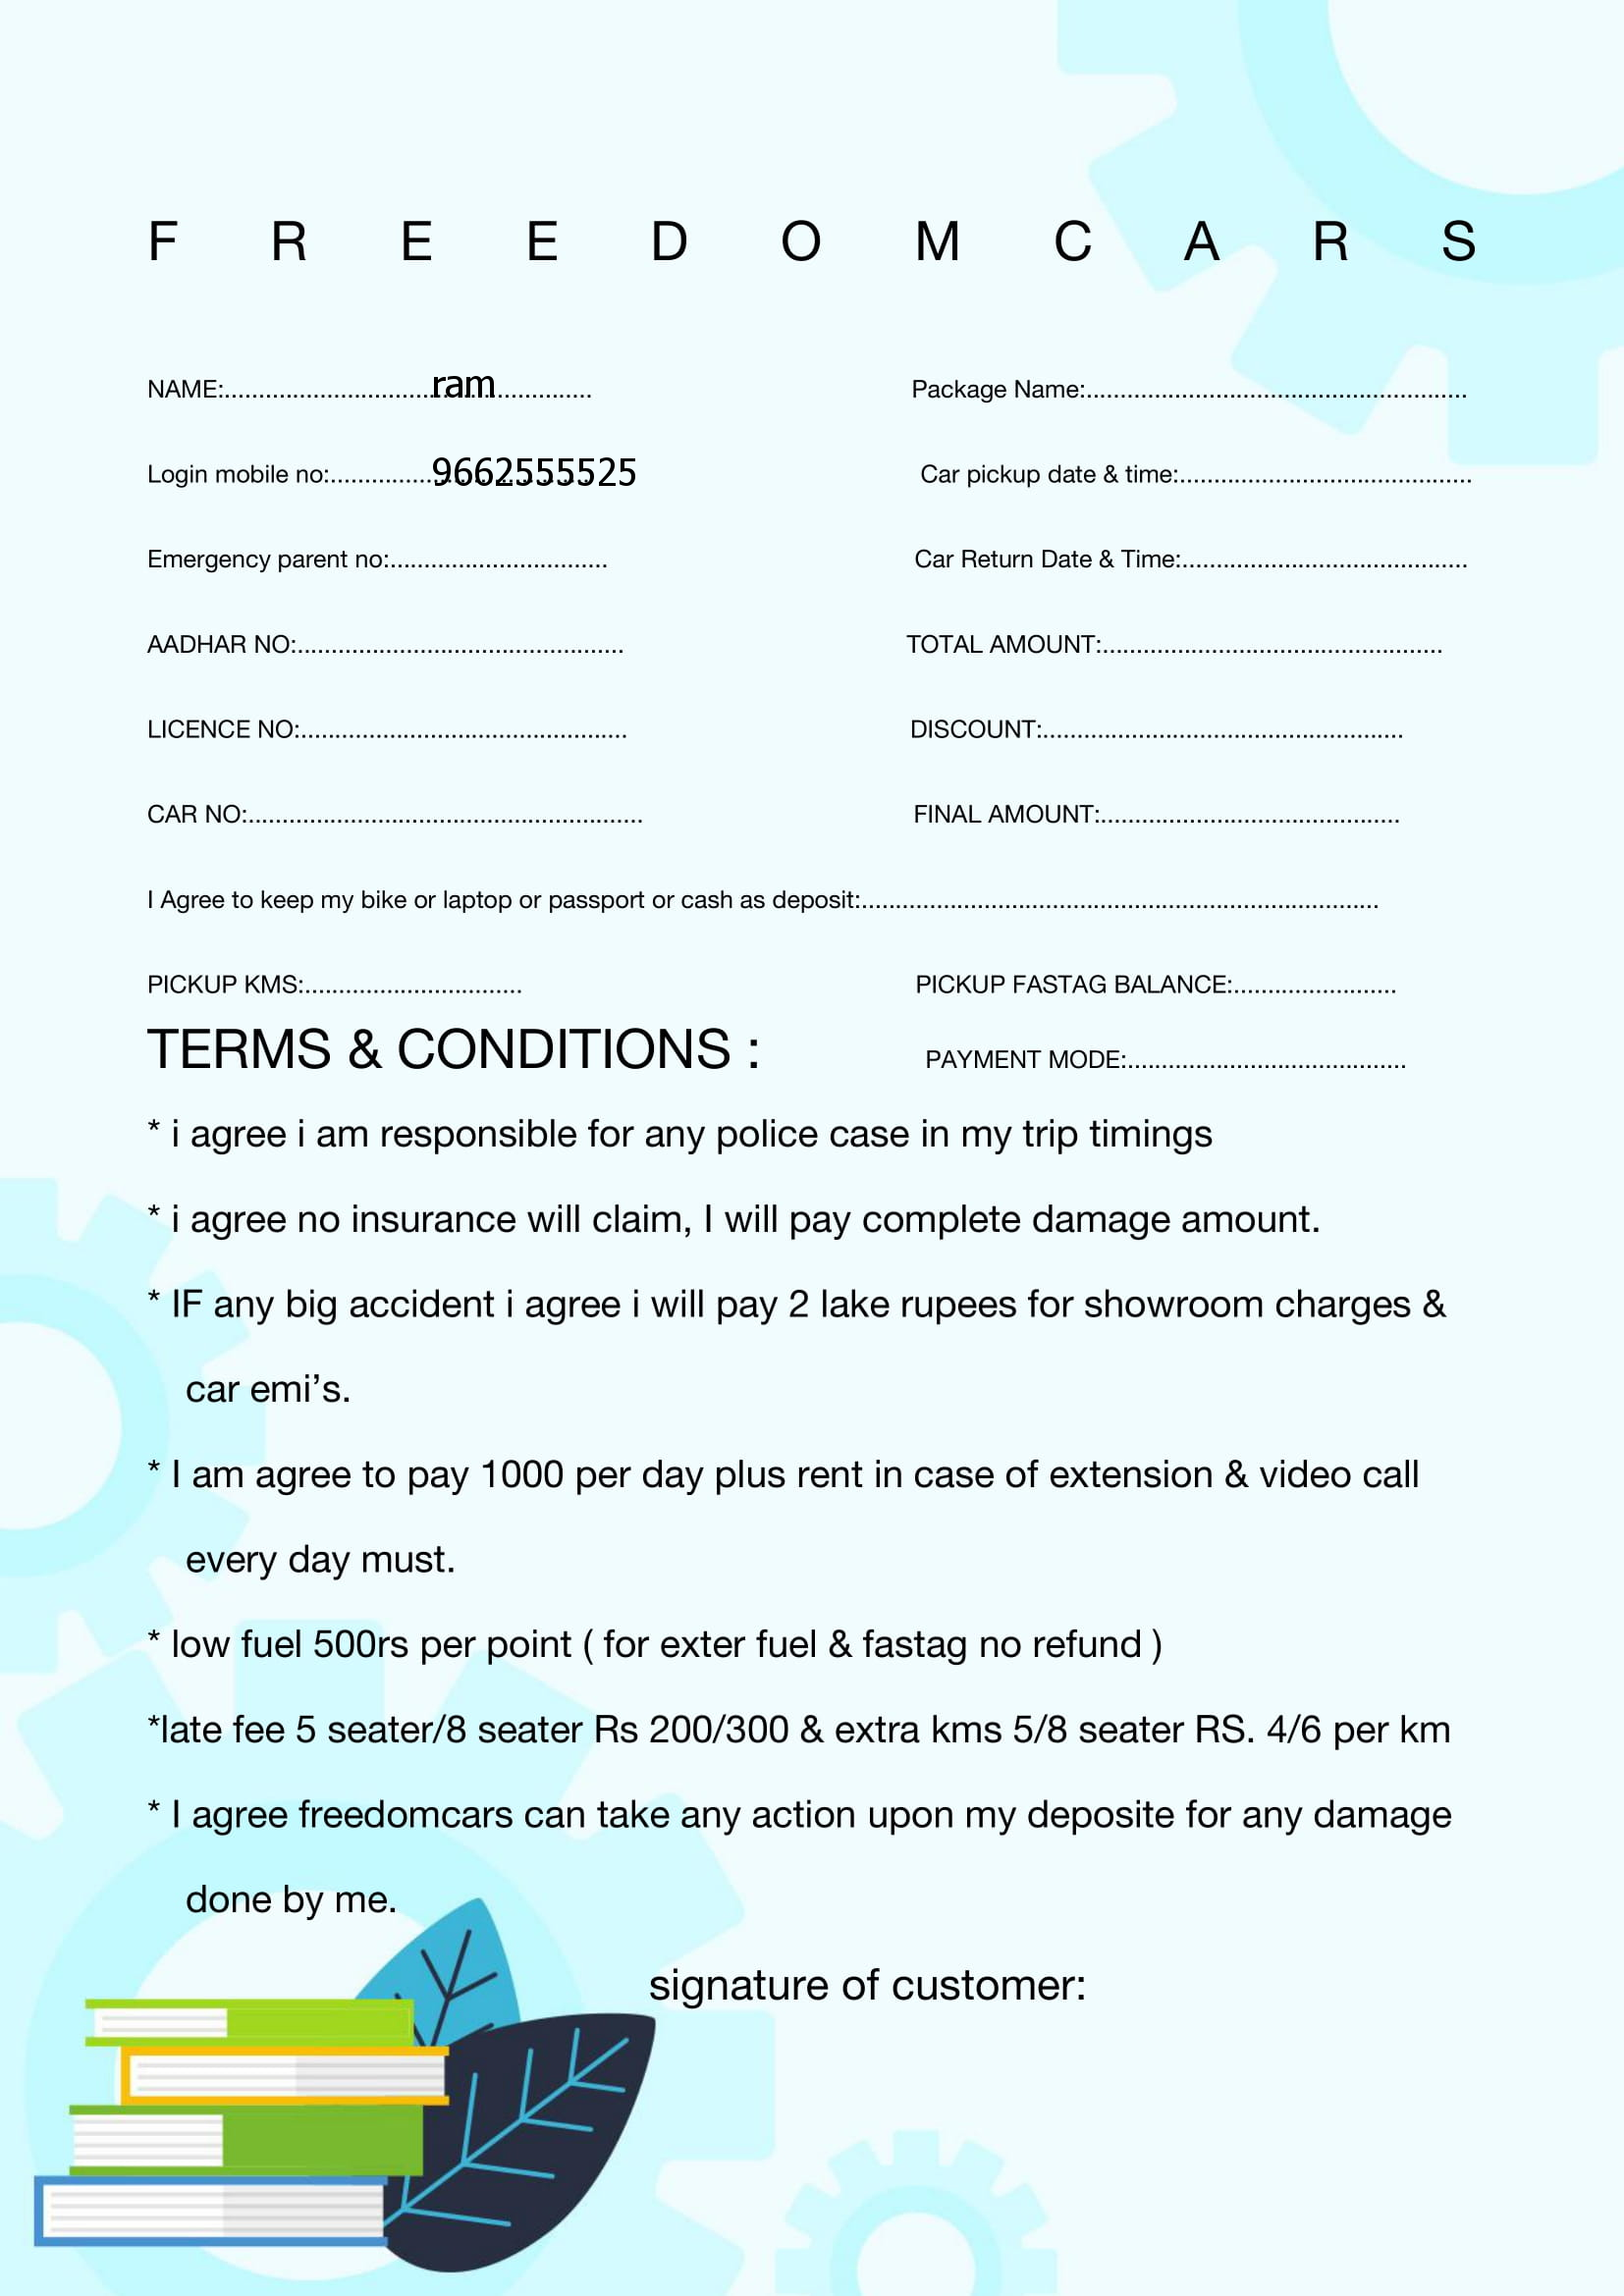 F R E E D O M C A R S
NAME:......................................................ram Package Name:........................................................
Login mobile no:.......................................9662555525 Car pickup date & time:...........................................
Emergency parent no:................................ Car Return Date & Time:..........................................
AADHAR NO:................................................ TOTAL AMOUNT:..................................................
LICENCE NO:................................................ DISCOUNT:.....................................................
CAR NO:.......................................................... FINAL AMOUNT:............................................
I Agree to keep my bike or laptop or passport or cash as deposit:............................................................................
PICKUP KMS:................................ PICKUP FASTAG BALANCE:........................
TERMS & CONDITIONS : PAYMENT MODE:.........................................
* i agree i am responsible for any police case in my trip timings
* i agree no insurance will claim, I will pay complete damage amount.
* IF any big accident i agree i will pay 2 lake rupees for showroom charges &
car emi’s.
* I am agree to pay 1000 per day plus rent in case of extension & video call
every day must.
* low fuel 500rs per point ( for exter fuel & fastag no refund )
*late fee 5 seater/8 seater Rs 200/300 & extra kms 5/8 seater RS. 4/6 per km
* I agree freedomcars can take any action upon my deposite for any damage
done by me.
signature of customer: